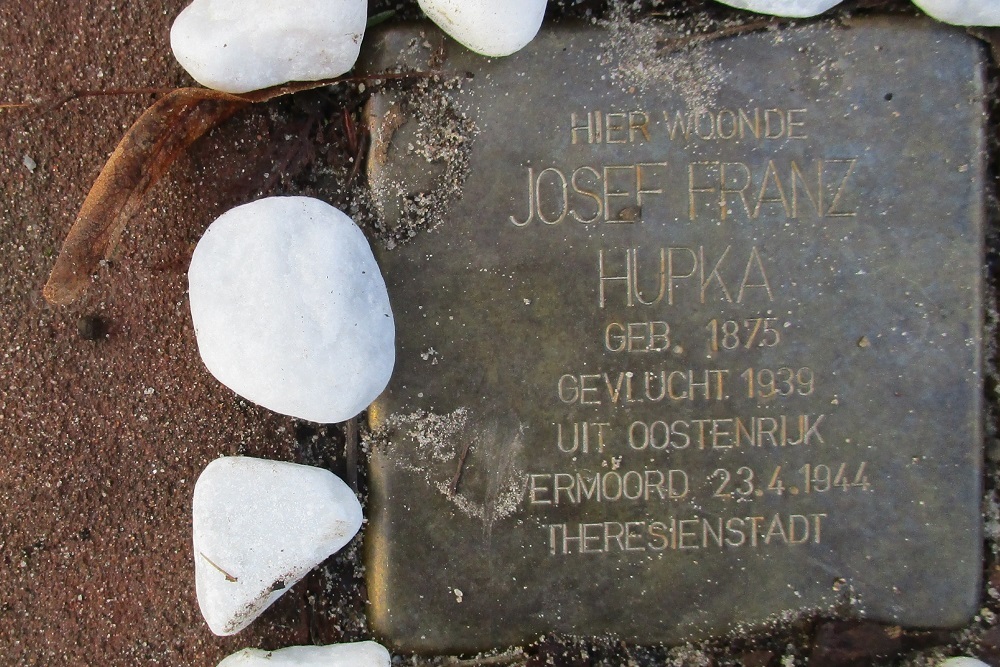 HIER WOONDE
JOSEF FRANZ
HUPKA
GEB. 1875
GEVLUCHT 1939
UIT OOSTENRIJK
VERMOORD 23.4.1944
THERESIENSTADT